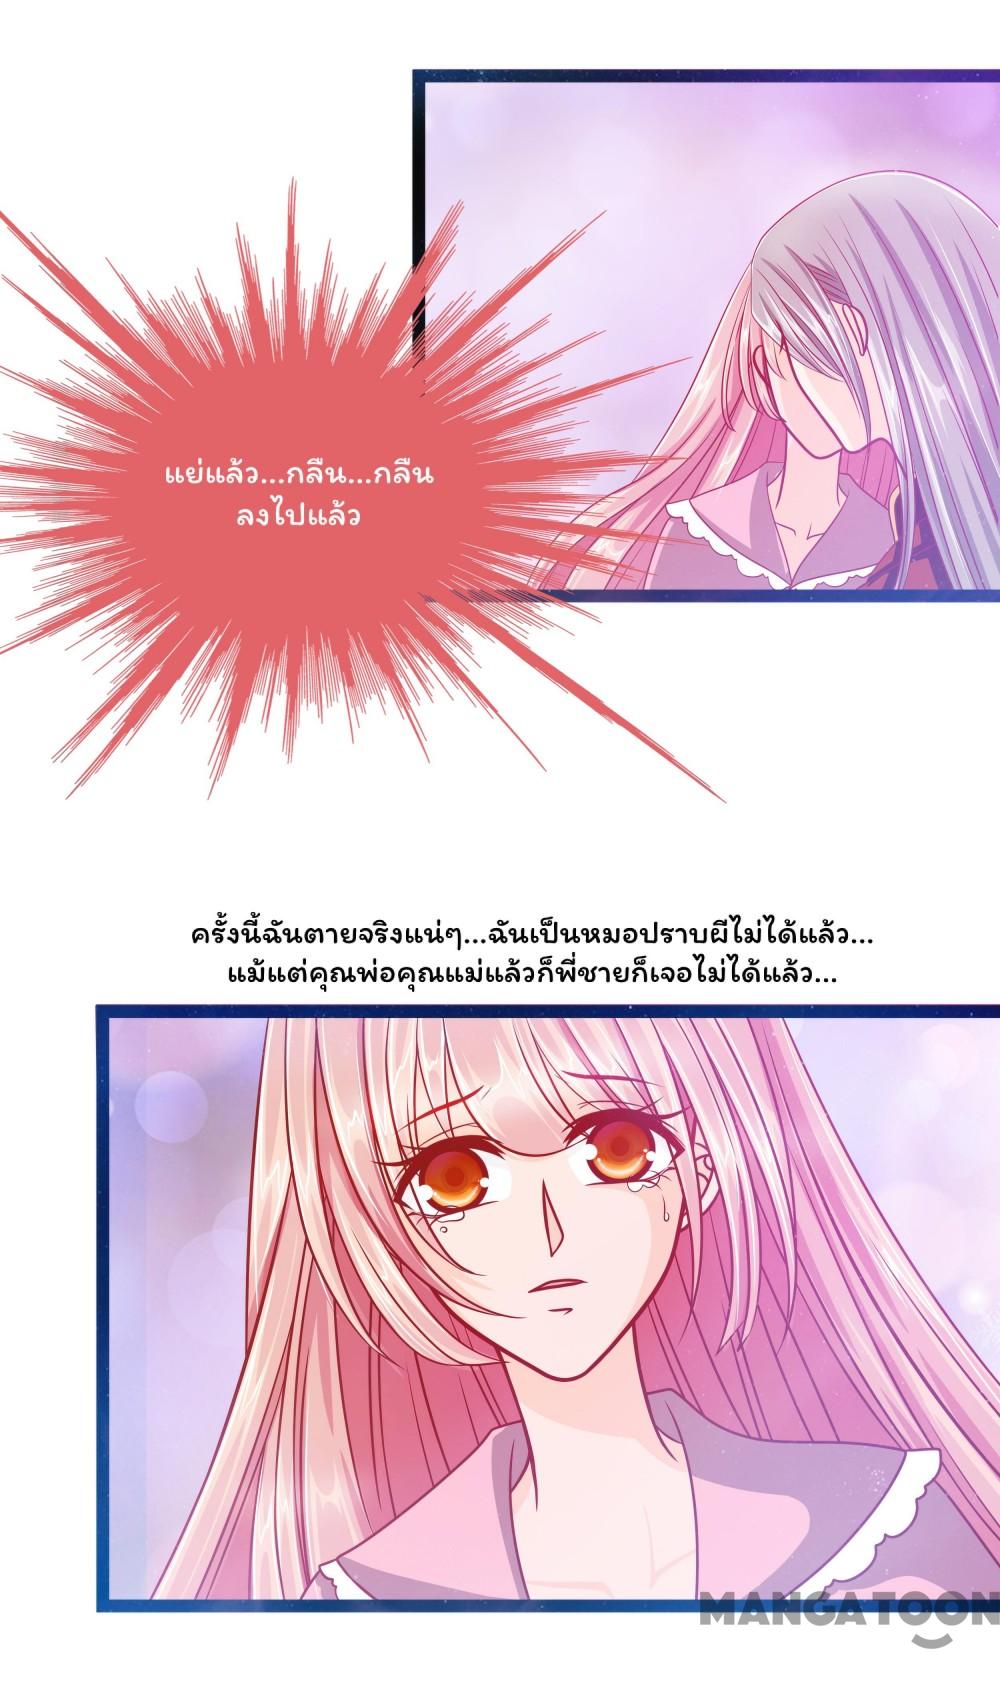 แย่แล้ว...กลืน...กลืน
ลงไปแล้ว
ครั้งนี้ฉันตายจริงแน่ๆ...ฉันเป็นหมอปราบผีไม่ได้แล้ว...
แม้แต่คุณพ่อคุณแม่แล้วก็พี่ชายก็เจอไม่ได้แล้ว...
MANGATOON